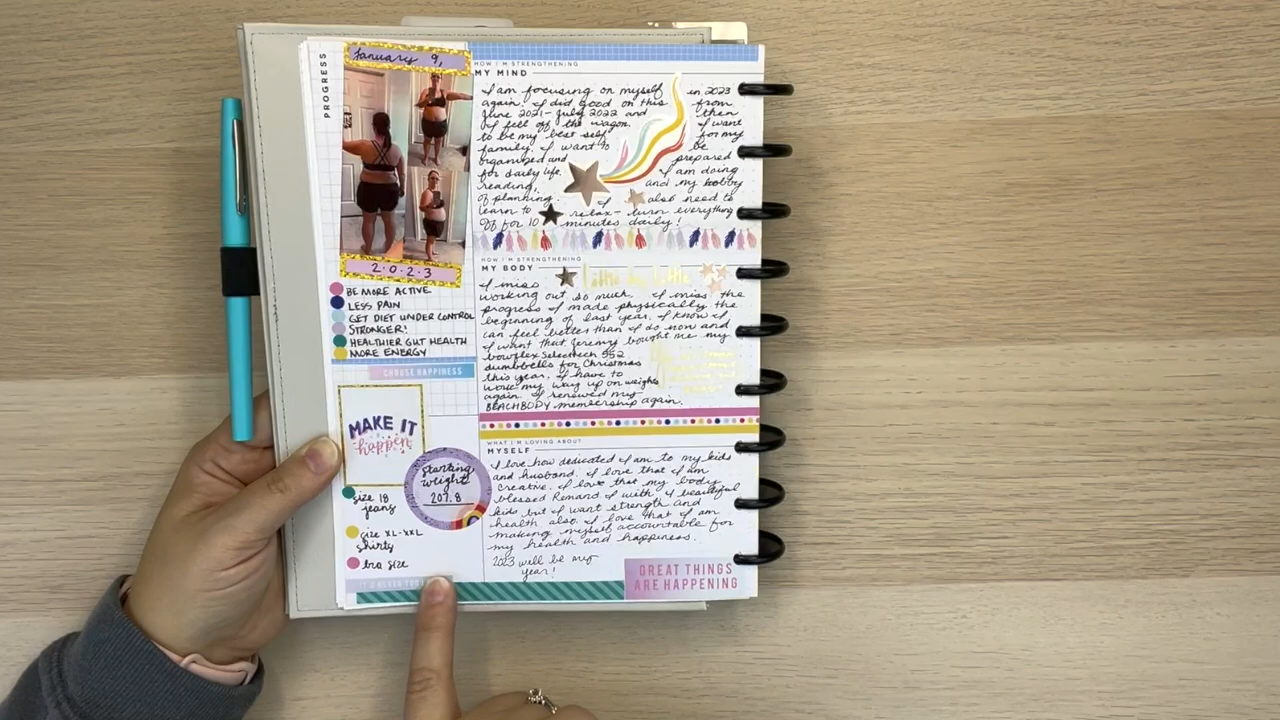 PROGRESS
January 9,
2.0.2.3
BE MORE ACTIVE
LESS PAIN
GET DIET UNDER CONTROL
STRONGER!
HEALTHIER GUT HEALTH
MORE ENERGY
CHOOSE HAPPINESS
MAKE IT
happen
starting
weight
207.8
size 18
jeans
size XL-XXL
shirts
bra size
HOW I'M STRENGTHENING
MY MIND
I am focusing on myself in 2023
again. I did good on this from
June 2021- July 2022 and then
I fell off the wagon. I want
to be my best self for my
family. I want to be
organized and prepared
for daily life. I am doing
reading, and my hobby
of planning. I also need to
learn to relax- turn everything
off for 10 minutes daily!
HOW I'M STRENGTHENING
MY BODY
little by little
I miss
working out so much. I miss the
progress I made physically the
beginning of last year. I know I
can feel better than I do now and
I want that. Jeremy bought me my
bowflex Selecttech 552
dumbbells for Christmas
this year. I have to
work my way up on weights
again. I renewed my
BEACHBODY membership again.
WHAT I'M LOVING ABOUT
MYSELF
I love how dedicated I am to my kids
and husband. I love that I am
creative. I love that my body
blessed Remand I with 4 beautiful
kids but I want strength and
health also. I love that I am
making myself accountable for
my health and happiness.
2023 will be my
year!
GREAT THINGS
ARE HAPPENING